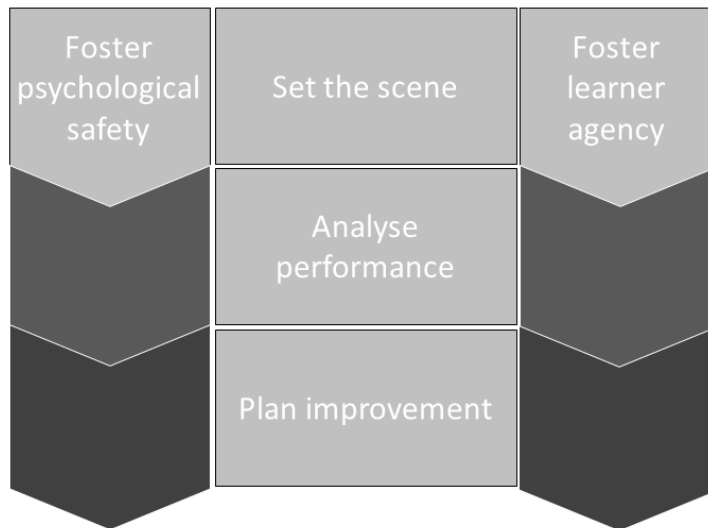 Foster
psychological
safety
Set the scene
Foster
learner
agency
Analyse
performance
Plan improvement